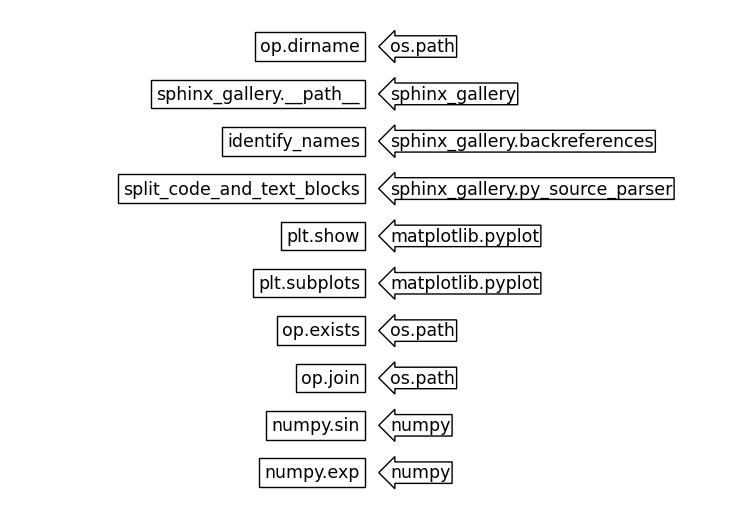 op.dirname os.path
sphinx_gallery.__path__ sphinx_gallery
identify_names sphinx_gallery.backreferences
split_code_and_text_blocks sphinx_gallery.py_source_parser
plt.show matplotlib.pyplot
plt.subplots matplotlib.pyplot
op.exists os.path
op.join os.path
numpy.sin numpy
numpy.exp numpy